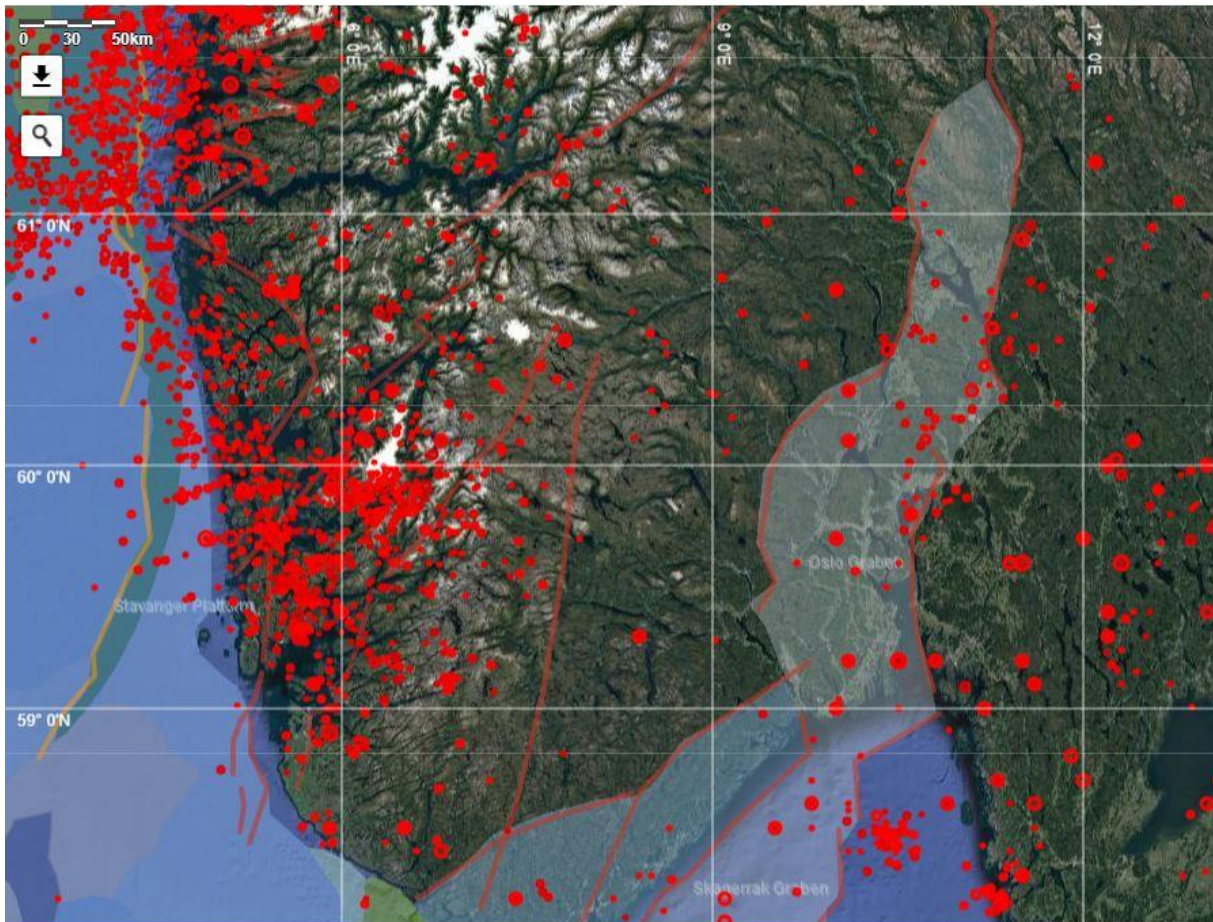 0 30 50km
6° 0'E
9° 0'E
12° 0'E
61° 0'N
60° 0'N
Oslo Graben
Stavanger Platform
59° 0'N
Skagerrak Graben